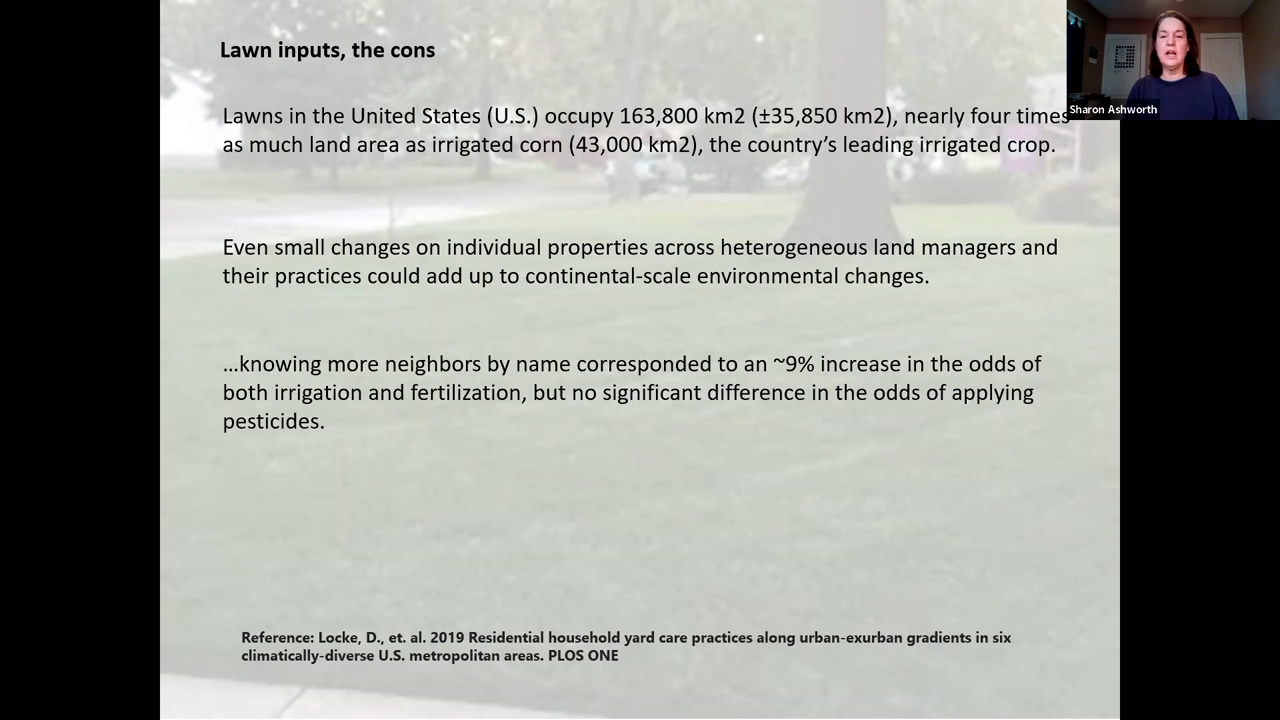 Lawn inputs, the cons
Lawns in the United States (U.S.) occupy 163,800 km2 (±35,850 km2), nearly four times
as much land area as irrigated corn (43,000 km2), the country’s leading irrigated crop.
Even small changes on individual properties across heterogeneous land managers and
their practices could add up to continental-scale environmental changes.
…knowing more neighbors by name corresponded to an ~9% increase in the odds of
both irrigation and fertilization, but no significant difference in the odds of applying
pesticides.
Reference: Locke, D., et. al. 2019 Residential household yard care practices along urban-exurban gradients in six
climatically-diverse U.S. metropolitan areas. PLOS ONE
Sharon Ashworth